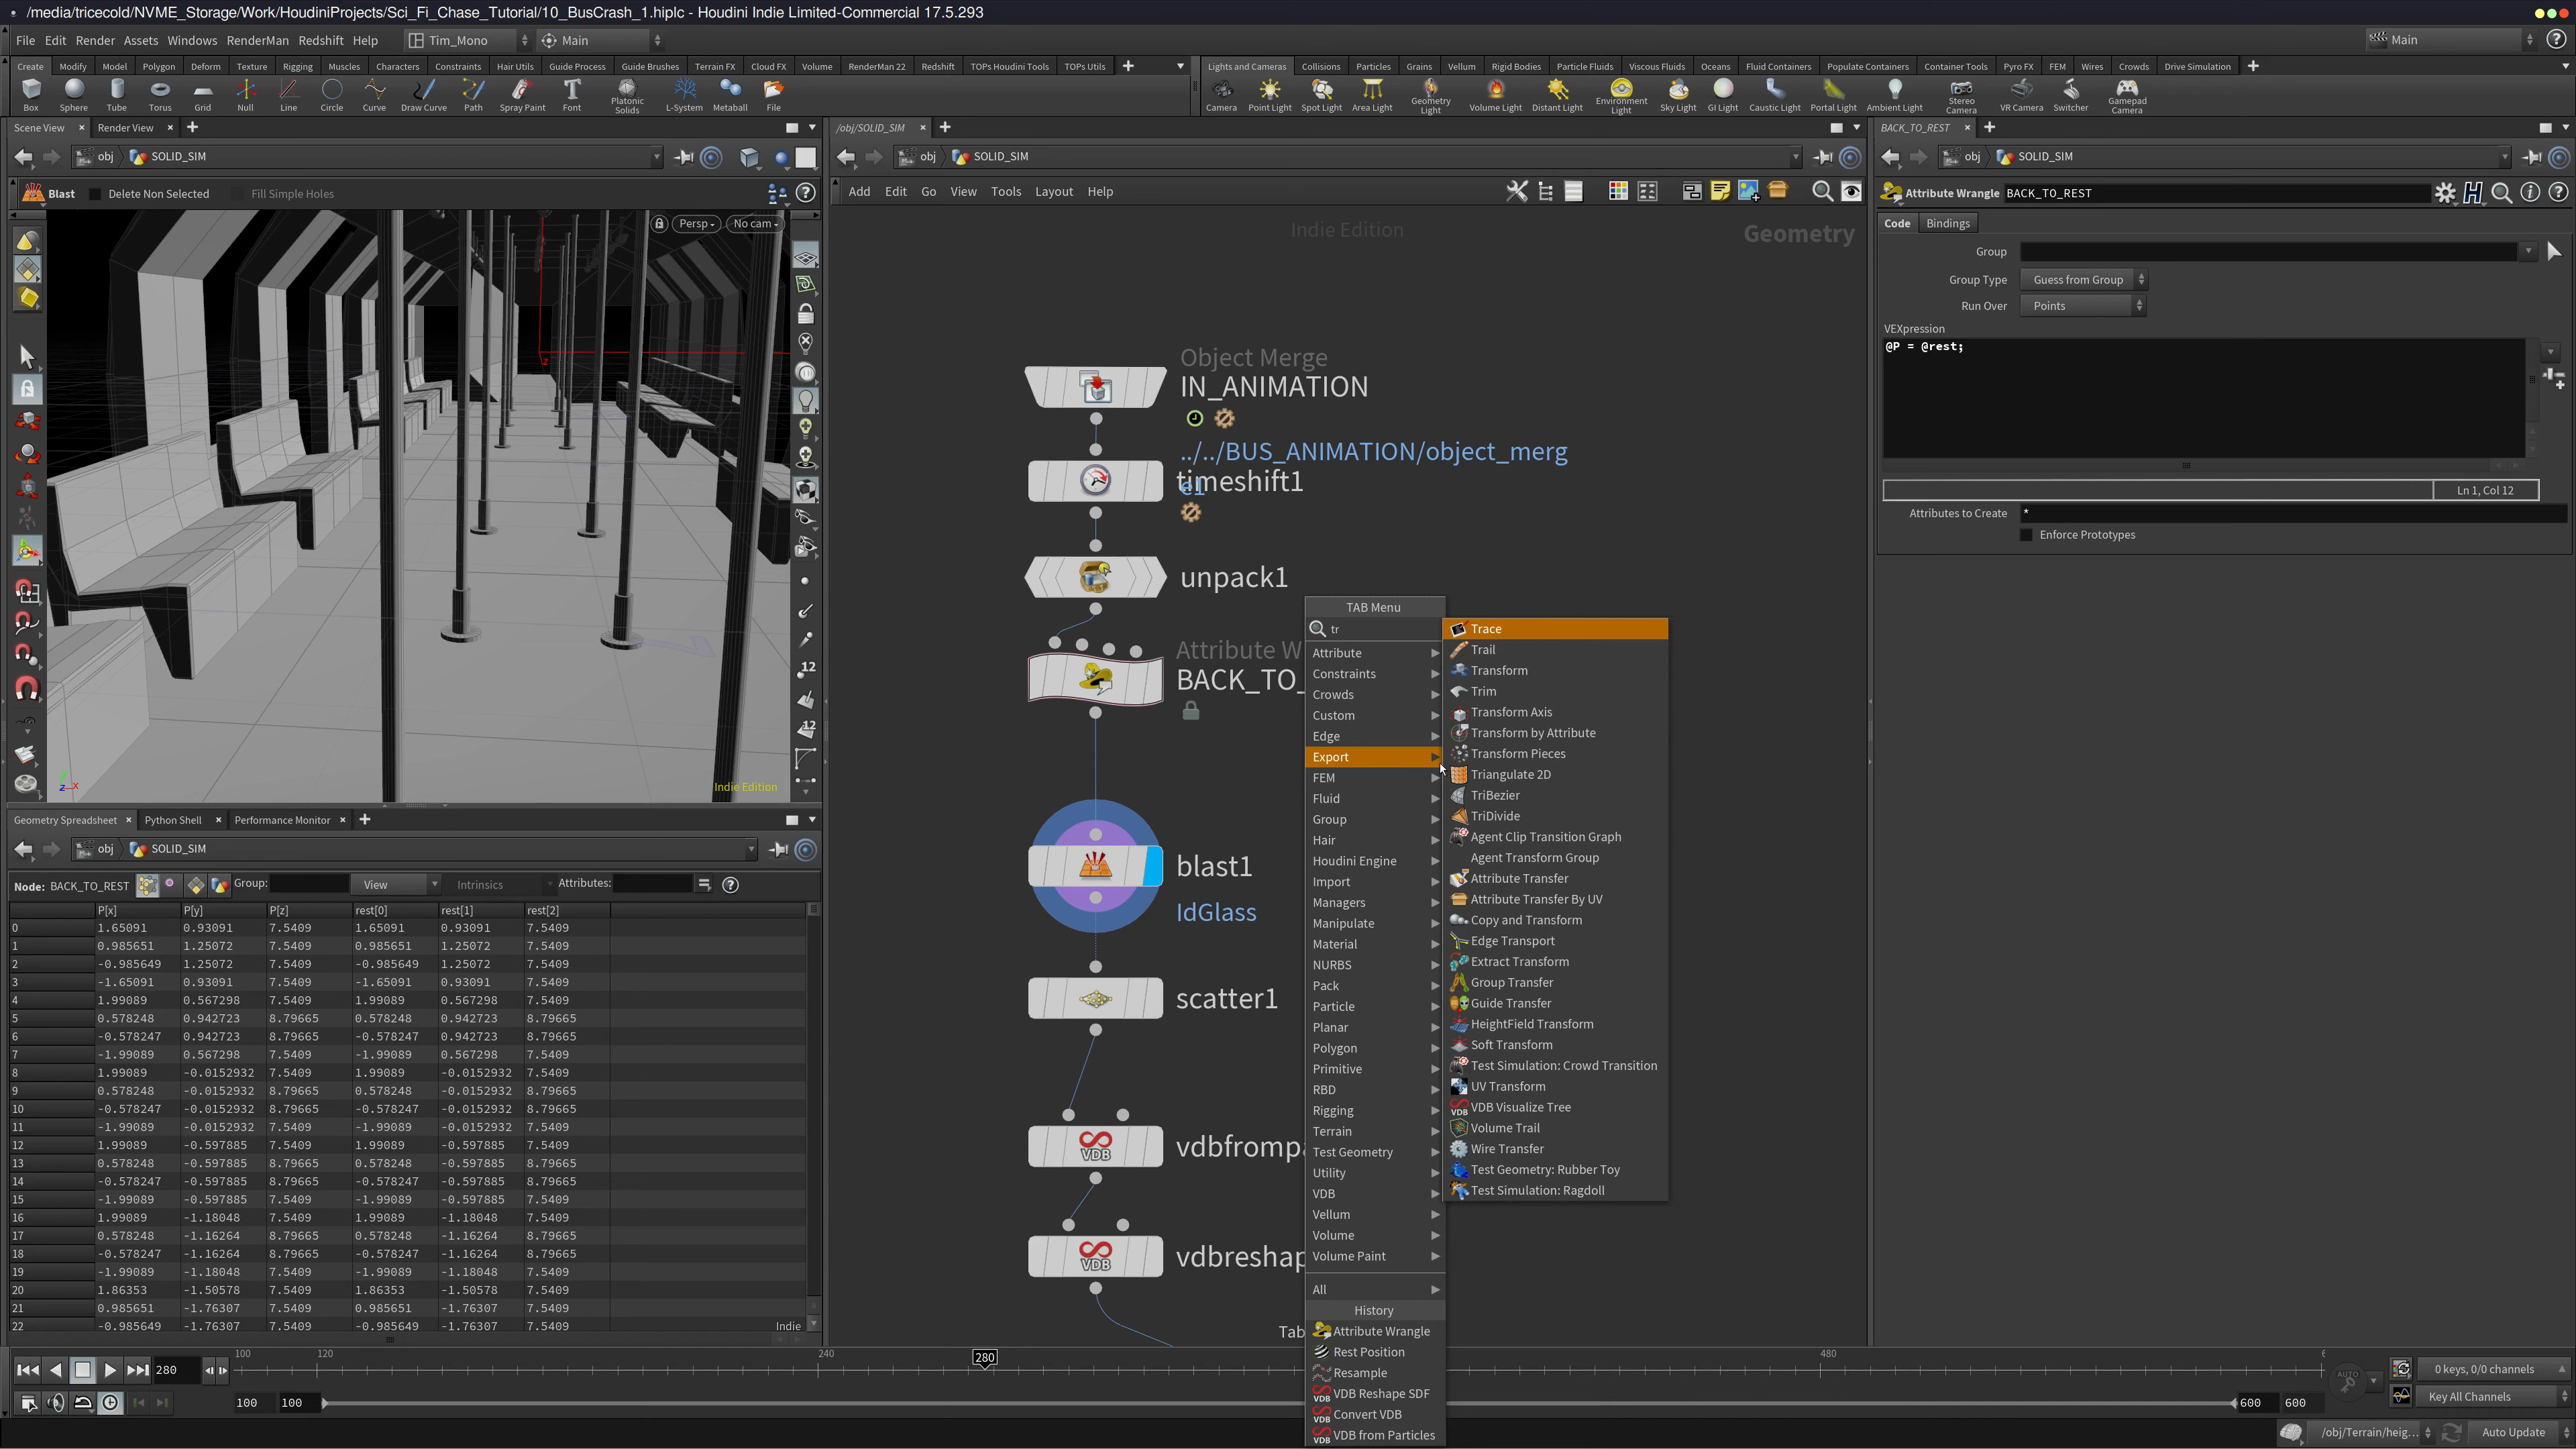 /media/tricecold/NVME_Storage/Work/HoudiniProjects/Sci_Fi_Chase_Tutorial/10_BusCrash_1.hiplc - Houdini Indie Limited-Commercial 17.5.293
File Edit Render Assets Windows RenderMan Redshift Help Tim_Mono Main Main
Create Modify Model Polygon Deform Texture Rigging Muscles Characters Constraints Hair Utils Guide Process Guide Brushes Terrain FX Cloud FX Volume RenderMan 22 Redshift TOPs Houdini Tools TOPs Utils
Box Sphere Tube Torus Grid Null Line Circle Curve Draw Curve Path Spray Paint Font Platonic Solids L-System Metaball File
Lights and Cameras Collisions Particles Grains Vellum Rigid Bodies Particle Fluids Viscous Fluids Oceans Fluid Containers Populate Containers Container Tools Pyro FX FEM Wires Crowds Drive Simulation
Camera Point Light Spot Light Area Light Geometry Light Volume Light Distant Light Environment Light Sky Light GI Light Caustic Light Portal Light Ambient Light Stereo Camera VR Camera Switcher Gamepad Camera
Scene View Render View
obj SOLID_SIM
Blast Delete Non Selected Fill Simple Holes
Persp No cam
z
12
12
y
z x
Indie Edition
Geometry Spreadsheet Python Shell Performance Monitor
obj SOLID_SIM
Node: BACK_TO_REST Group: View Intrinsics Attributes:
P[x] P[y] P[z] rest[0] rest[1] rest[2]
0 1.65091 0.93091 7.5409 1.65091 0.93091 7.5409
1 0.985651 1.25072 7.5409 0.985651 1.25072 7.5409
2 -0.985649 1.25072 7.5409 -0.985649 1.25072 7.5409
3 -1.65091 0.93091 7.5409 -1.65091 0.93091 7.5409
4 1.99089 0.567298 7.5409 1.99089 0.567298 7.5409
5 0.578248 0.942723 8.79665 0.578248 0.942723 8.79665
6 -0.578247 0.942723 8.79665 -0.578247 0.942723 8.79665
7 -1.99089 0.567298 7.5409 -1.99089 0.567298 7.5409
8 1.99089 -0.0152932 7.5409 1.99089 -0.0152932 7.5409
9 0.578248 -0.0152932 8.79665 0.578248 -0.0152932 8.79665
10 -0.578247 -0.0152932 8.79665 -0.578247 -0.0152932 8.79665
11 -1.99089 -0.0152932 7.5409 -1.99089 -0.0152932 7.5409
12 1.99089 -0.597885 7.5409 1.99089 -0.597885 7.5409
13 0.578248 -0.597885 8.79665 0.578248 -0.597885 8.79665
14 -0.578247 -0.597885 8.79665 -0.578247 -0.597885 8.79665
15 -1.99089 -0.597885 7.5409 -1.99089 -0.597885 7.5409
16 1.99089 -1.18048 7.5409 1.99089 -1.18048 7.5409
17 0.578248 -1.16264 8.79665 0.578248 -1.16264 8.79665
18 -0.578247 -1.16264 8.79665 -0.578247 -1.16264 8.79665
19 -1.99089 -1.18048 7.5409 -1.99089 -1.18048 7.5409
20 1.86353 -1.50578 7.5409 1.86353 -1.50578 7.5409
21 0.985651 -1.76307 7.5409 0.985651 -1.76307 7.5409
22 -0.985649 -1.76307 7.5409 -0.985649 -1.76307 7.5409
Indie
/obj/SOLID_SIM
obj SOLID_SIM
Add Edit Go View Tools Layout Help
Indie Edition
Geometry
Object Merge
IN_ANIMATION
../../BUS_ANIMATION/object_merg
e1
timeshift1
unpack1
Attribute W
BACK_TO_
blast1
IdGlass
scatter1
vdbfrompa
vdbreshap
Tab
TAB Menu
tr
Attribute
Constraints
Crowds
Custom
Edge
Export
FEM
Fluid
Group
Hair
Houdini Engine
Import
Managers
Manipulate
Material
NURBS
Pack
Particle
Planar
Polygon
Primitive
RBD
Rigging
Terrain
Test Geometry
Utility
VDB
Vellum
Volume
Volume Paint
All
History
Attribute Wrangle
Rest Position
Resample
VDB Reshape SDF
Convert VDB
VDB from Particles
Trace
Trail
Transform
Trim
Transform Axis
Transform by Attribute
Transform Pieces
Triangulate 2D
TriBezier
TriDivide
Agent Clip Transition Graph
Agent Transform Group
Attribute Transfer
Attribute Transfer By UV
Copy and Transform
Edge Transport
Extract Transform
Group Transfer
Guide Transfer
HeightField Transform
Soft Transform
Test Simulation: Crowd Transition
UV Transform
VDB Visualize Tree
Volume Trail
Wire Transfer
Test Geometry: Rubber Toy
Test Simulation: Ragdoll
BACK_TO_REST
obj SOLID_SIM
Attribute Wrangle BACK_TO_REST
Code Bindings
Group
Group Type Guess from Group
Run Over Points
VEXpression
@P = @rest;
Ln 1, Col 12
Attributes to Create *
Enforce Prototypes
280
100 120 240 280 480 6
AUTO
0 keys, 0/0 channels
100 100 600 600
Key All Channels
/obj/Terrain/heig... Auto Update